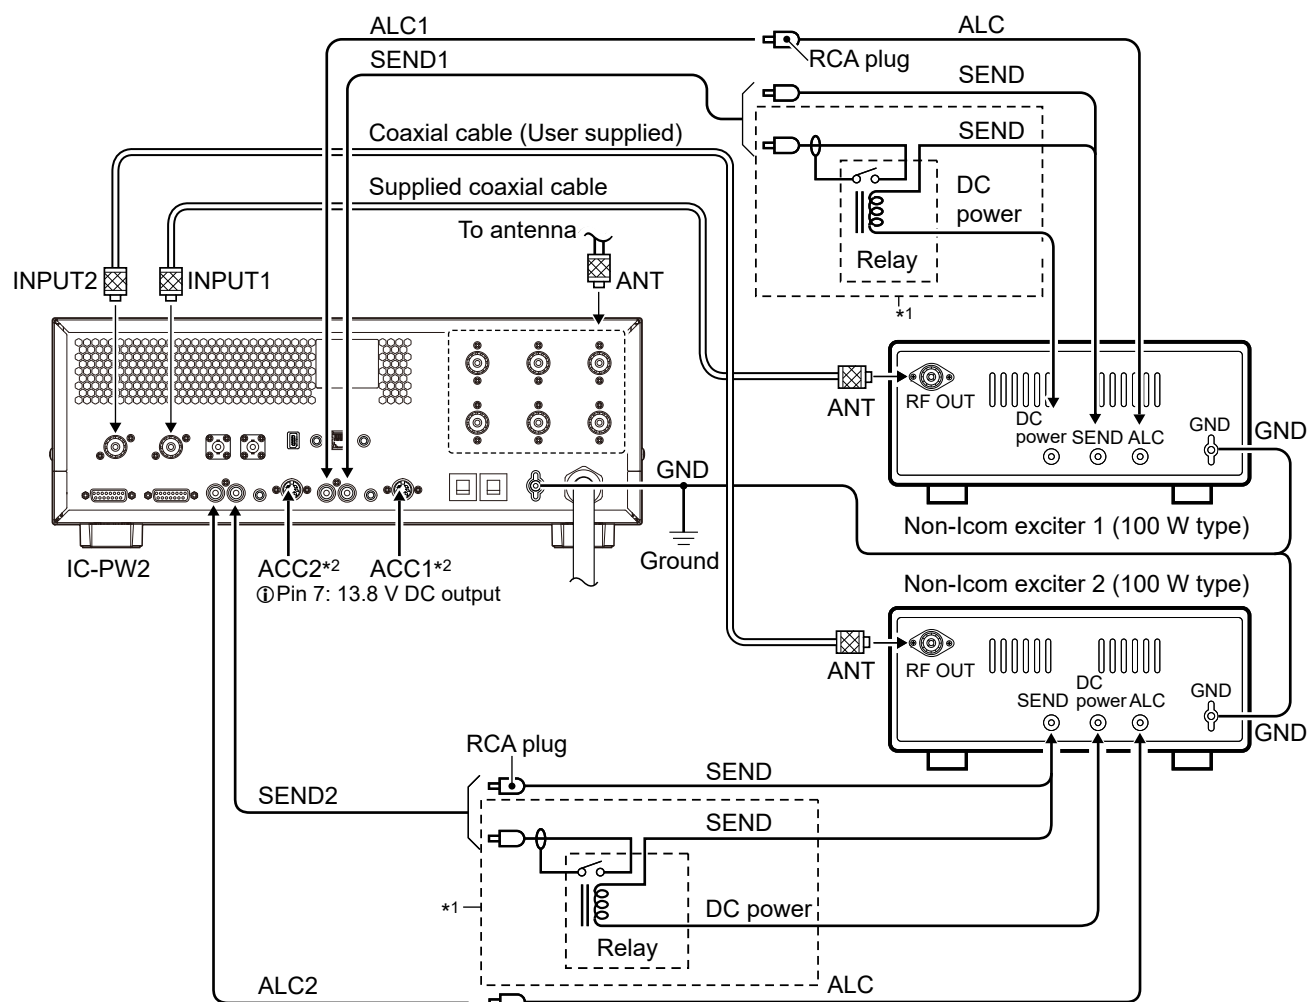 ALC1
ALC
RCA plug
SEND1
SEND
SEND
Coaxial cable (User supplied)
DC
power
Supplied coaxial cable
To antenna
Relay
INPUT2
INPUT1
ANT
*1
ANT
RF OUT
DC
power SEND ALC
GND
GND
GND
Non-Icom exciter 1 (100 W type)
IC-PW2
ACC2*2
ACC1*2
Ground
ⓘPin 7: 13.8 V DC output
Non-Icom exciter 2 (100 W type)
ANT
RF OUT
DC
SEND power ALC
GND
GND
RCA plug
SEND
SEND2
SEND
*1
DC power
Relay
ALC2
ALC